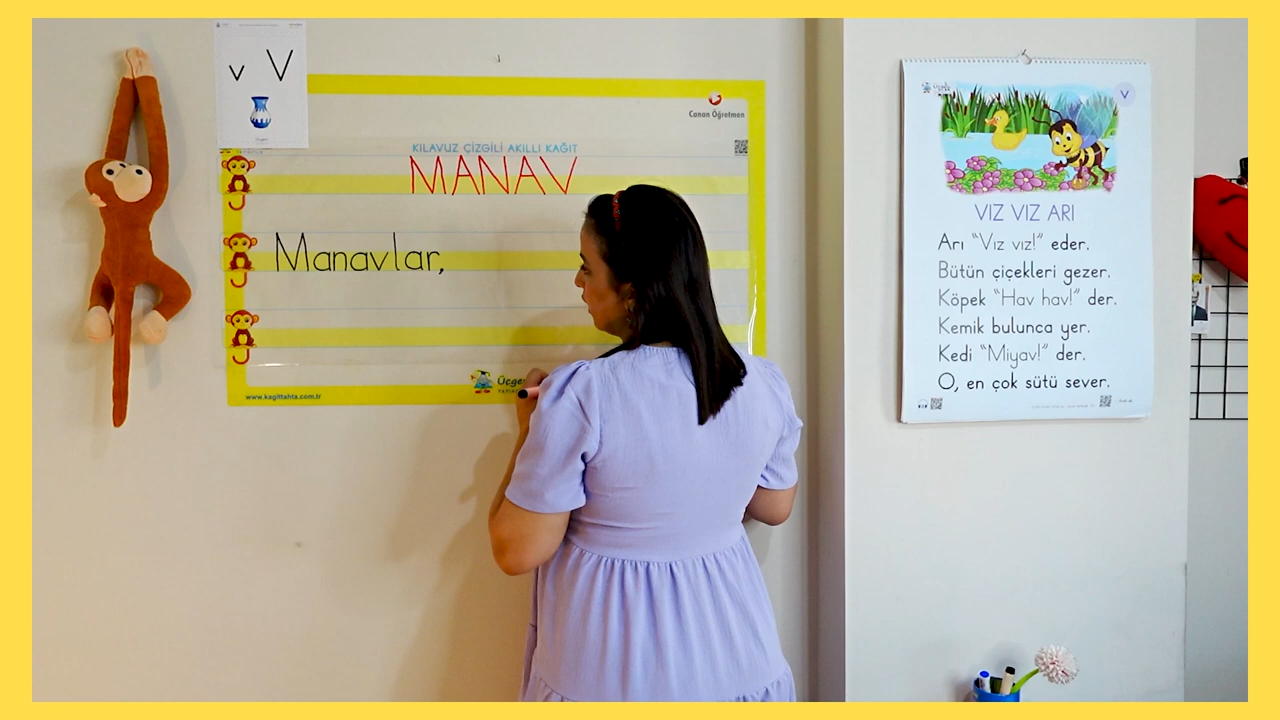 v V
Canan Öğretmen
KILAVUZ ÇİZGİLİ AKILLI KAĞIT
MANAV
Manavlar,
www.kagittahta.com.tr
v
VIZ VIZ ARI
Arı “Vız vız!” eder.
Bütün çiçekleri gezer.
Köpek “Hav hav!” der.
Kemik bulunca yer.
Kedi “Miyav!” der.
O, en çok sütü sever.